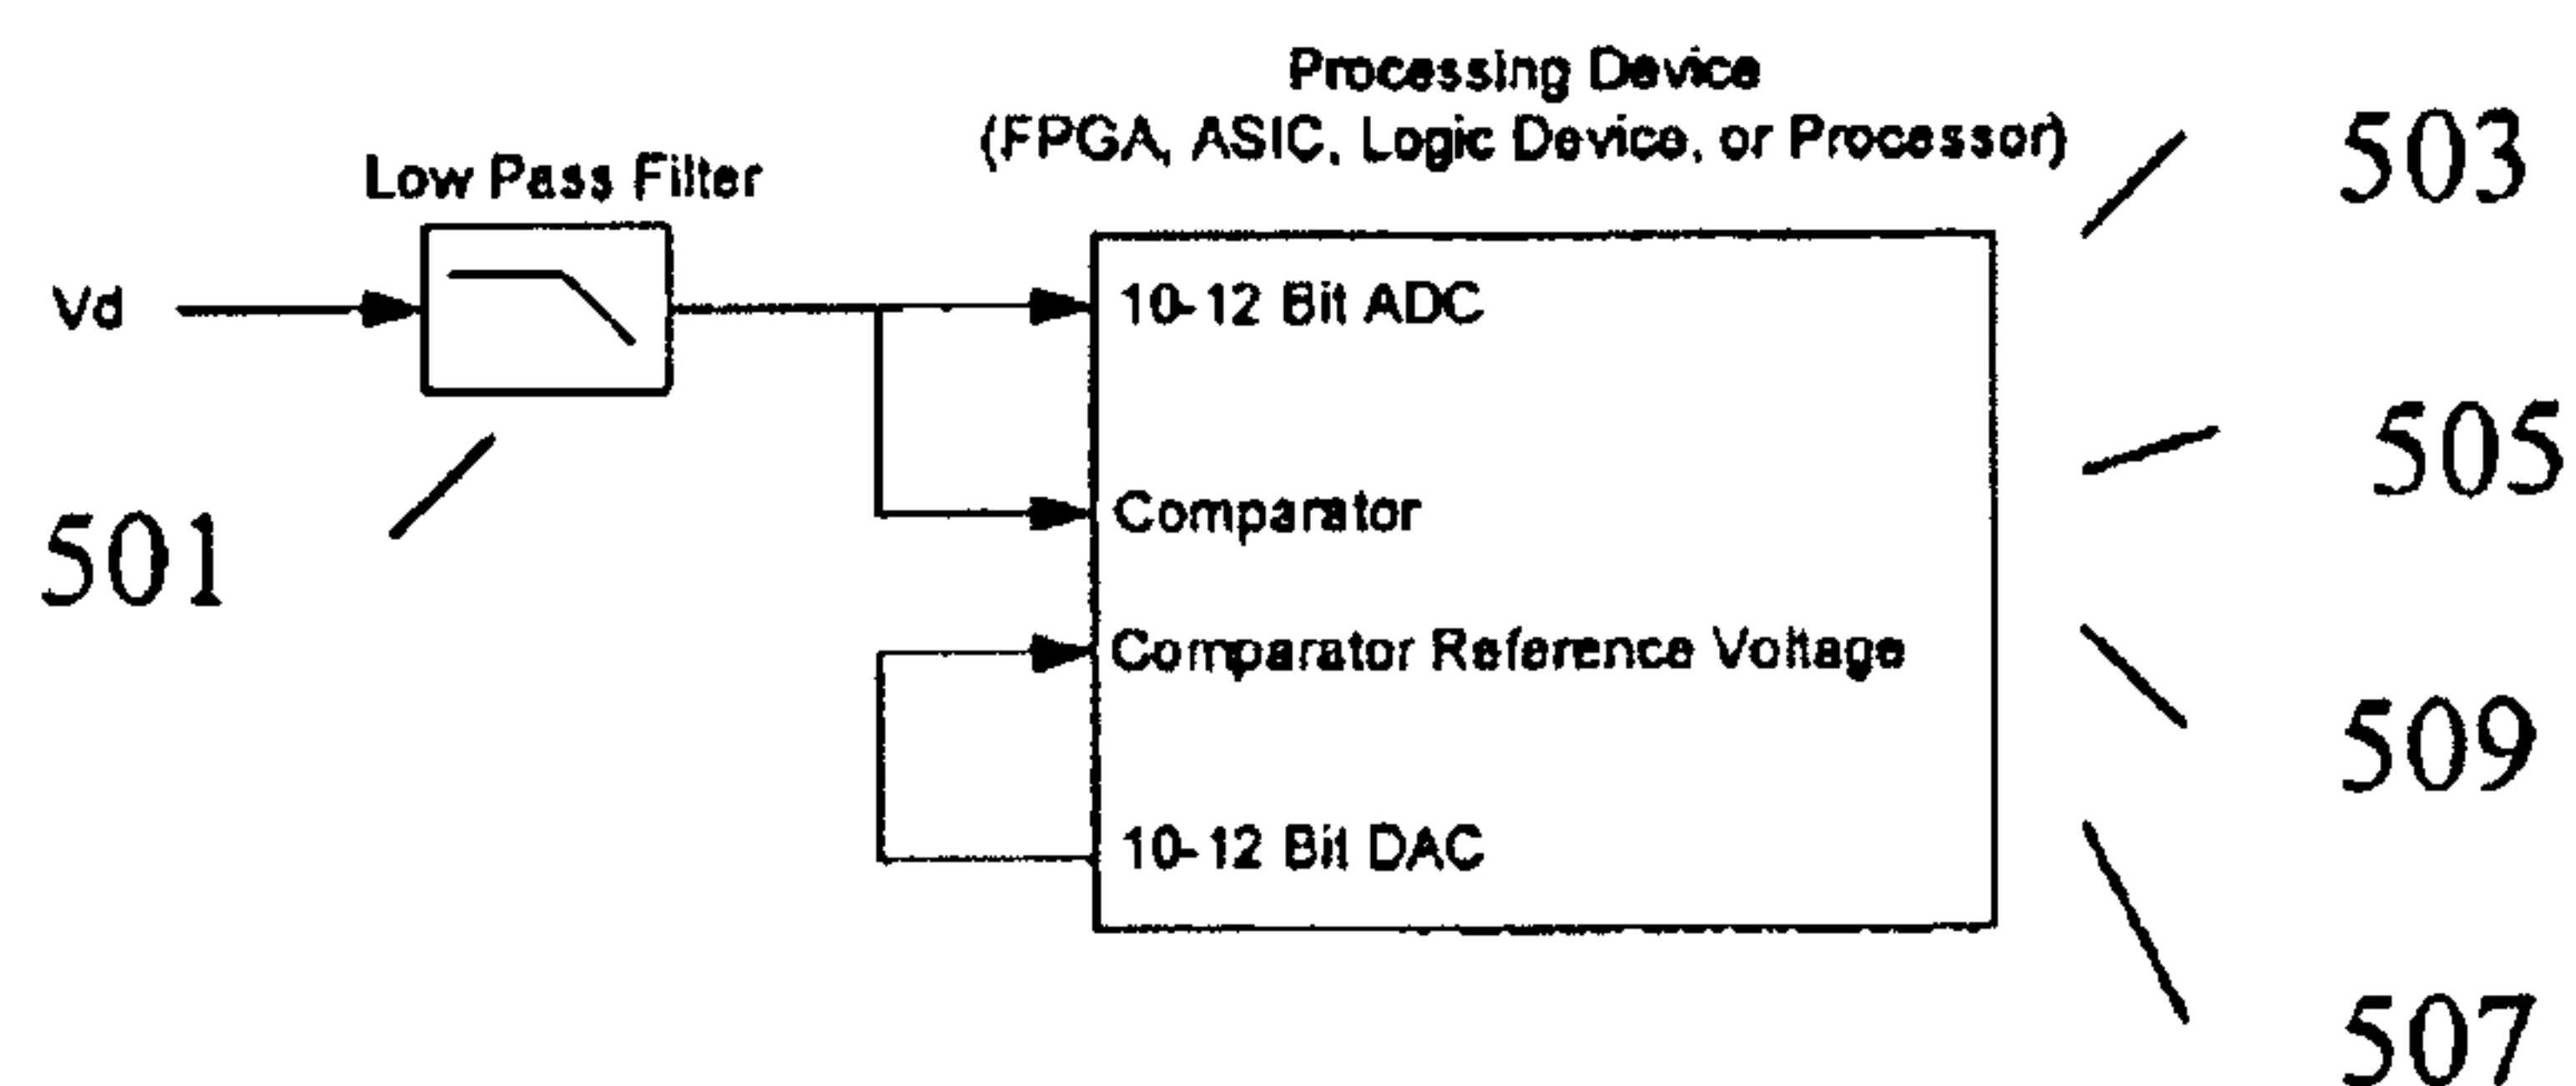 Processing Device
(FPGA, ASIC, Logic Device, or Processor)
503
Low Pass Filter
Vd
10-12 Bit ADC
505
Comparator
501
Comparator Reference Voltage
509
10-12 Bit DAC
507